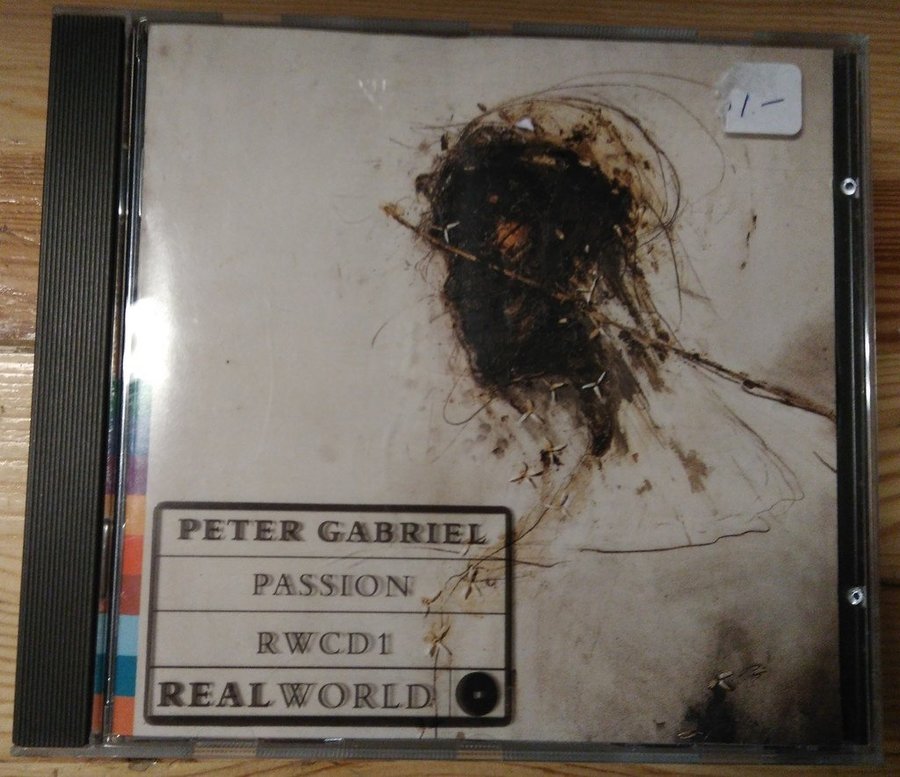 1.-
PETER GABRIEL
PASSION
RWCD1
REALWORLD